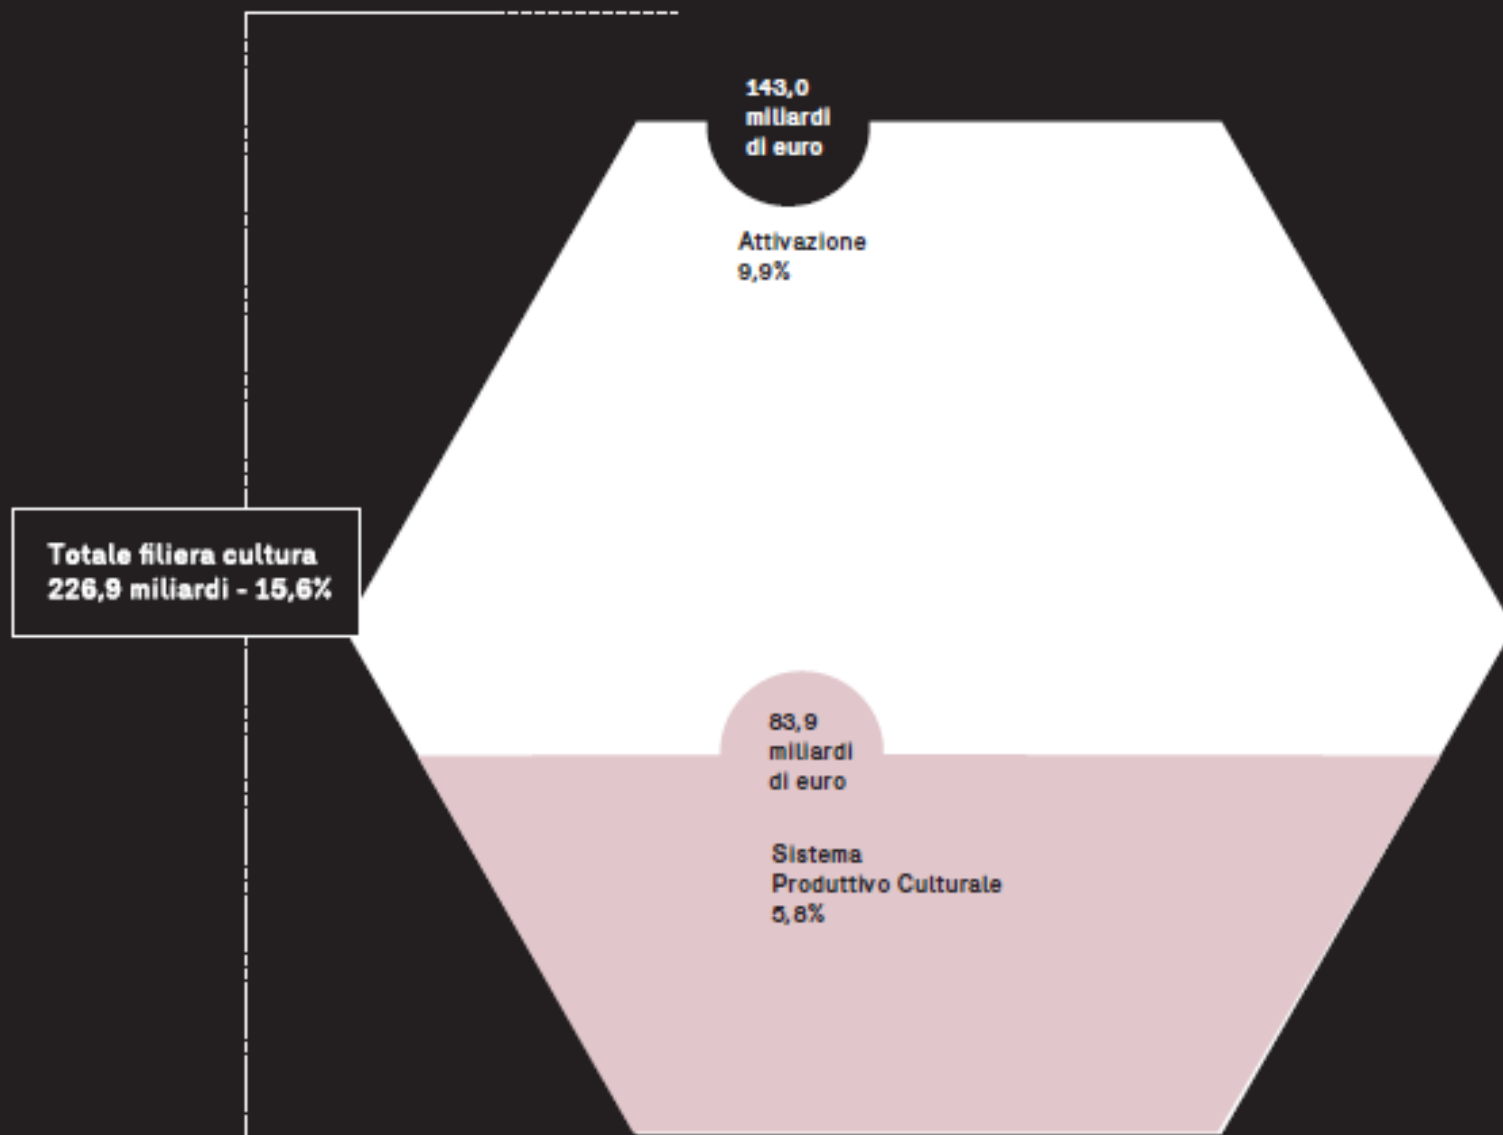 143,0
miliardi
di euro
Attivazione
9,9%
Totale filiera cultura
226,9 miliardi - 15,6%
83,9
miliardi
di euro
Sistema
Produttivo Culturale
5,8%